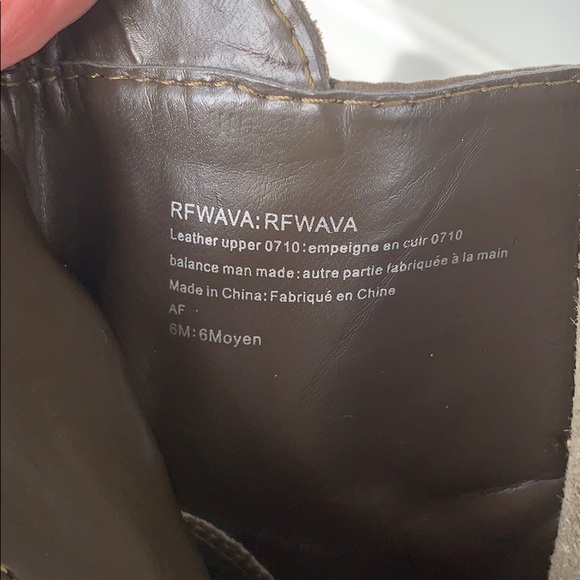 RFWAVA:RFWAVA
Leather upper 0710:empeigne en cuir 0710
balance man made:autre partie fabriquée à la main
Made in China:Fabriqué en Chine
AF
6M:6Moyen